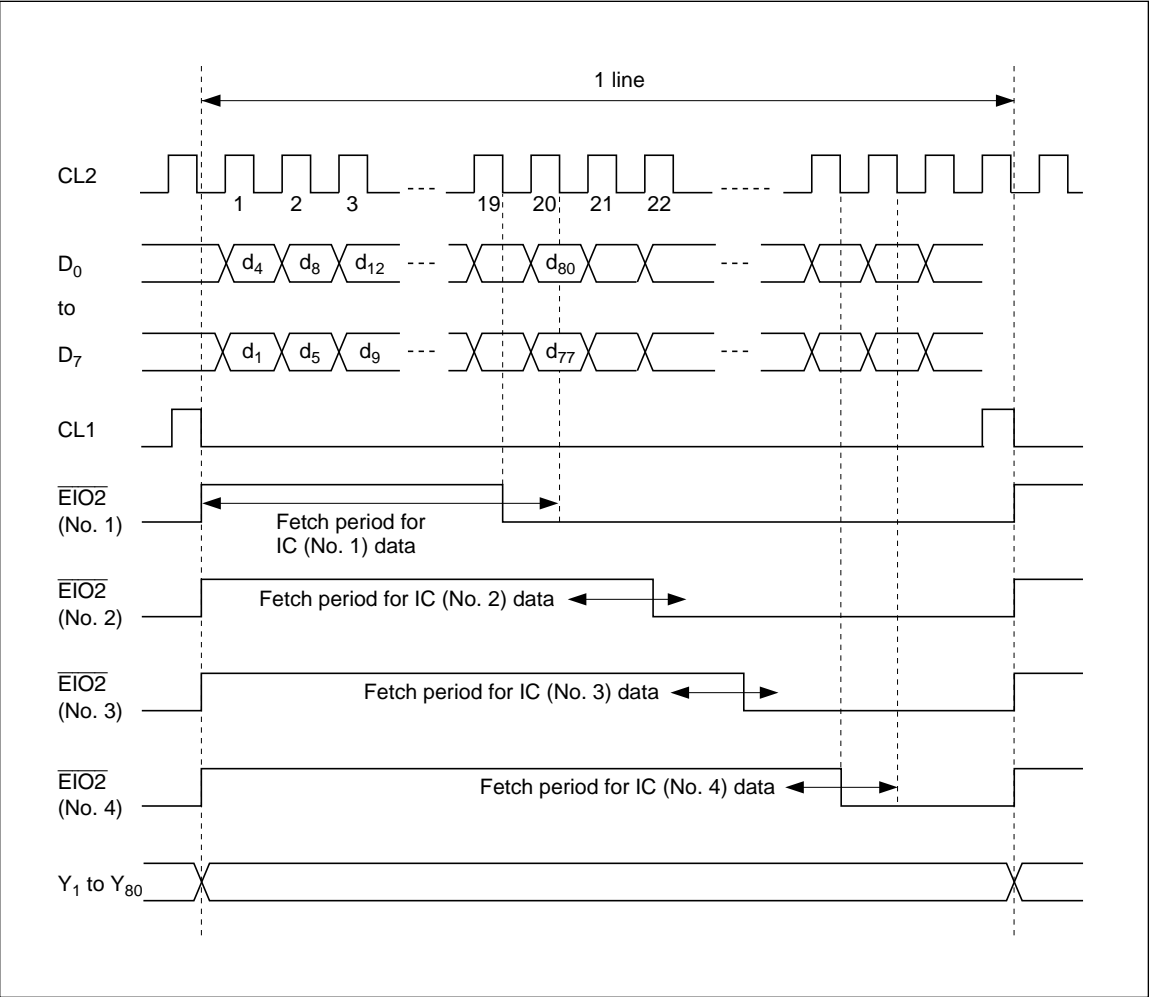 1 line
CL2
1 2 3 19 20 21 22
D0
d4 d8 d12 d80
to
D7
d1 d5 d9 d77
CL1
EIO2
(No. 1)
Fetch period for
IC (No. 1) data
EIO2
(No. 2)
Fetch period for IC (No. 2) data
EIO2
(No. 3)
Fetch period for IC (No. 3) data
EIO2
(No. 4)
Fetch period for IC (No. 4) data
Y1 to Y80